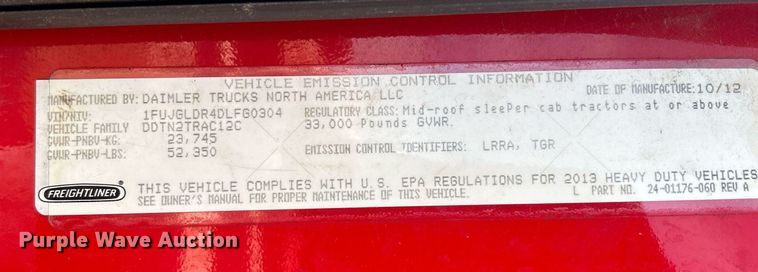 VEHICLE EMISSION CONTROL INFORMATION
MANUFACTURED BY: DAIMLER TRUCKS NORTH AMERICA LLC DATE OF MANUFACTURE: 10/12
VIN/NIV: 1FUJGLDR4DLFG0304 REGULATORY CLASS: Mid-roof sleePer cab tractors at or above
VEHICLE FAMILY DDTN2TRAC12C 33,000 Pounds GVWR.
GVWR-PNBV-KG: 23,745
GVWR-PNBV-LBS: 52,350 EMISSION CONTROL IDENTIFIERS: LRRA, TGR
FREIGHTLINER
THIS VEHICLE COMPLIES WITH U.S. EPA REGULATIONS FOR 2013 HEAVY DUTY VEHICLES
SEE OWNER'S MANUAL FOR PROPER MAINTENANCE OF THIS VEHICLE. L PART NO. 24-01176-060 REV A
Purple Wave Auction